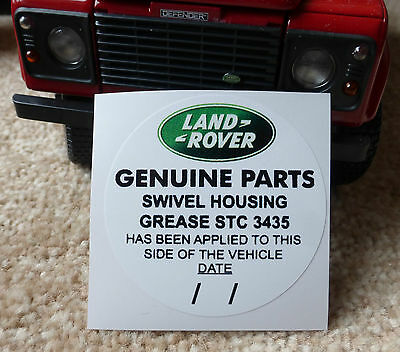 DEFENDER
LAND-
-ROVER
GENUINE PARTS
SWIVEL HOUSING
GREASE STC 3435
HAS BEEN APPLIED TO THIS
SIDE OF THE VEHICLE
DATE
/ /